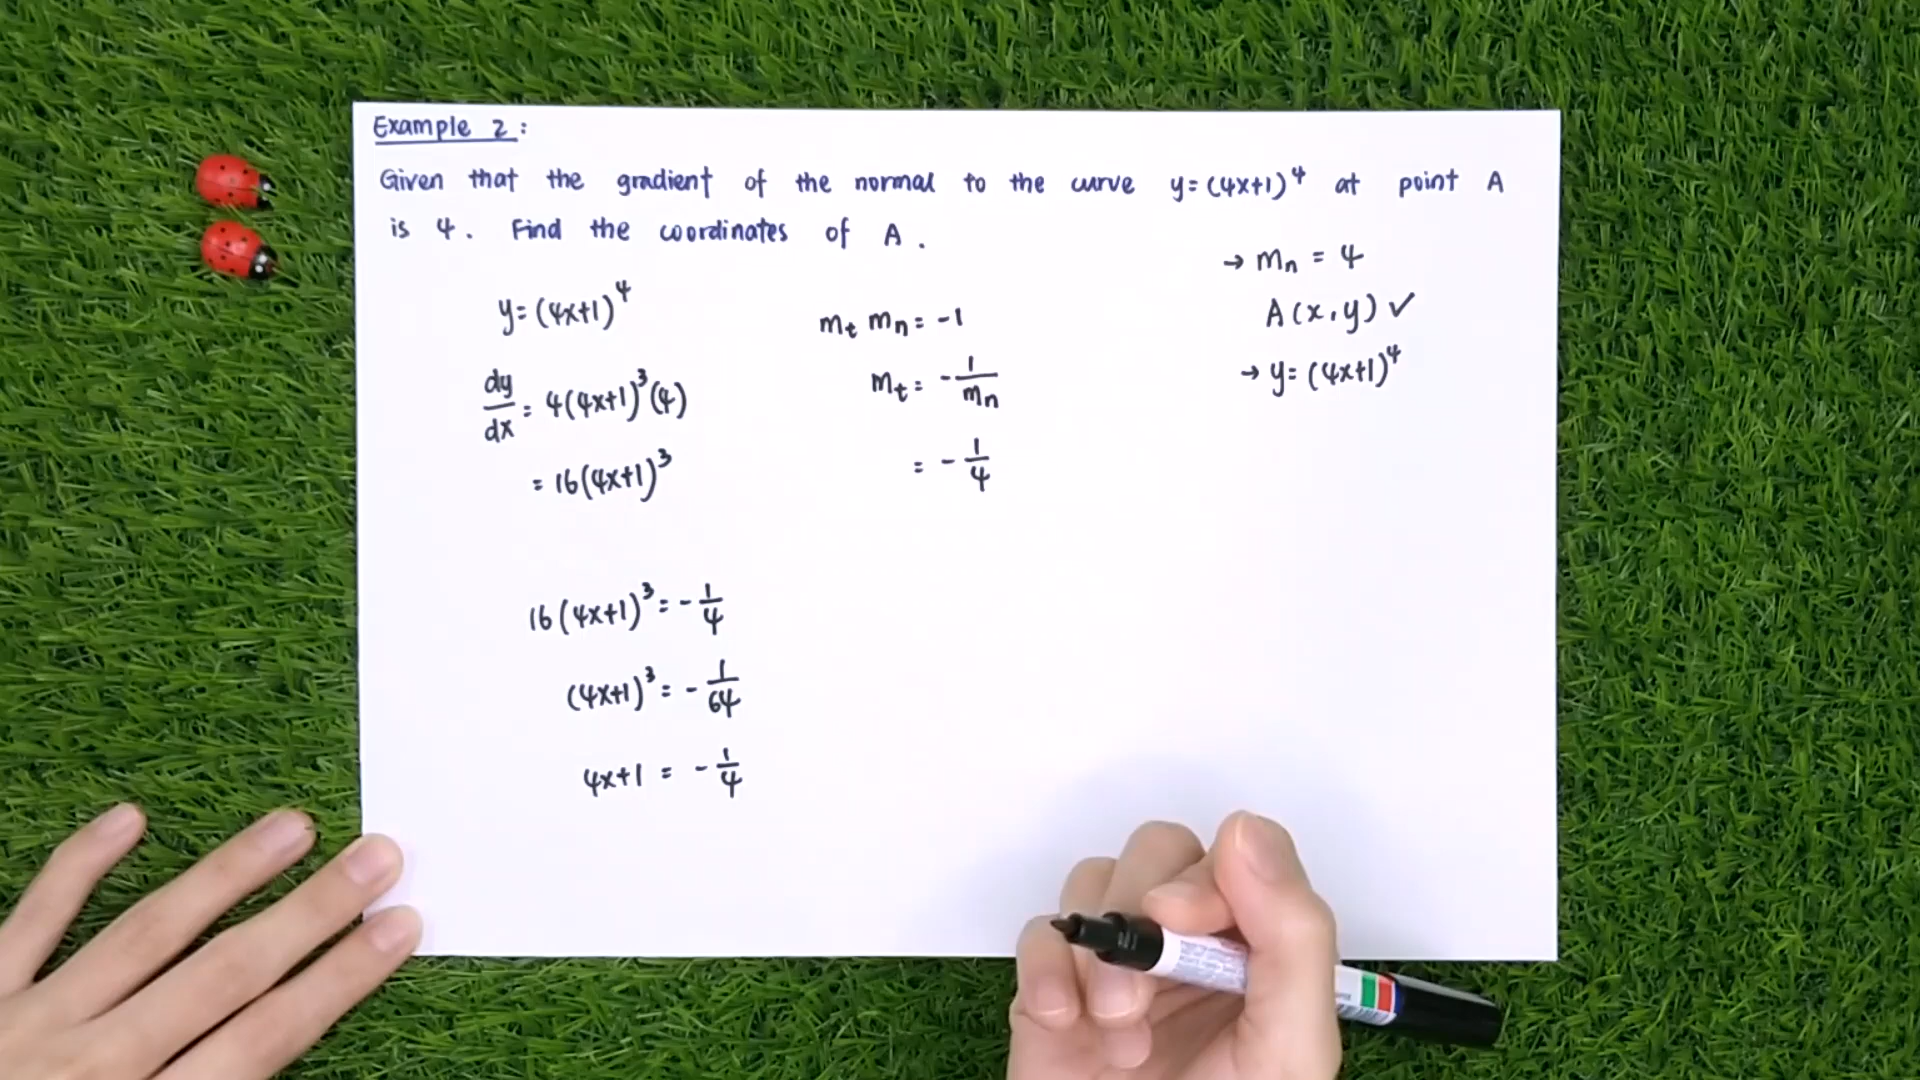 Example 2:
Given that the gradient of the normal to the curve y=(4x+1)⁴ at point A
is 4. Find the coordinates of A.
y=(4x+1)⁴
dy/dx = 4(4x+1)³(4)
= 16(4x+1)³
16(4x+1)³ = -1/4
(4x+1)³ = -1/64
4x+1 = -1/4
mₜ mₙ = -1
mₜ = -1/mₙ
= -1/4
→ mₙ = 4
A(x,y) ✓
→ y=(4x+1)⁴